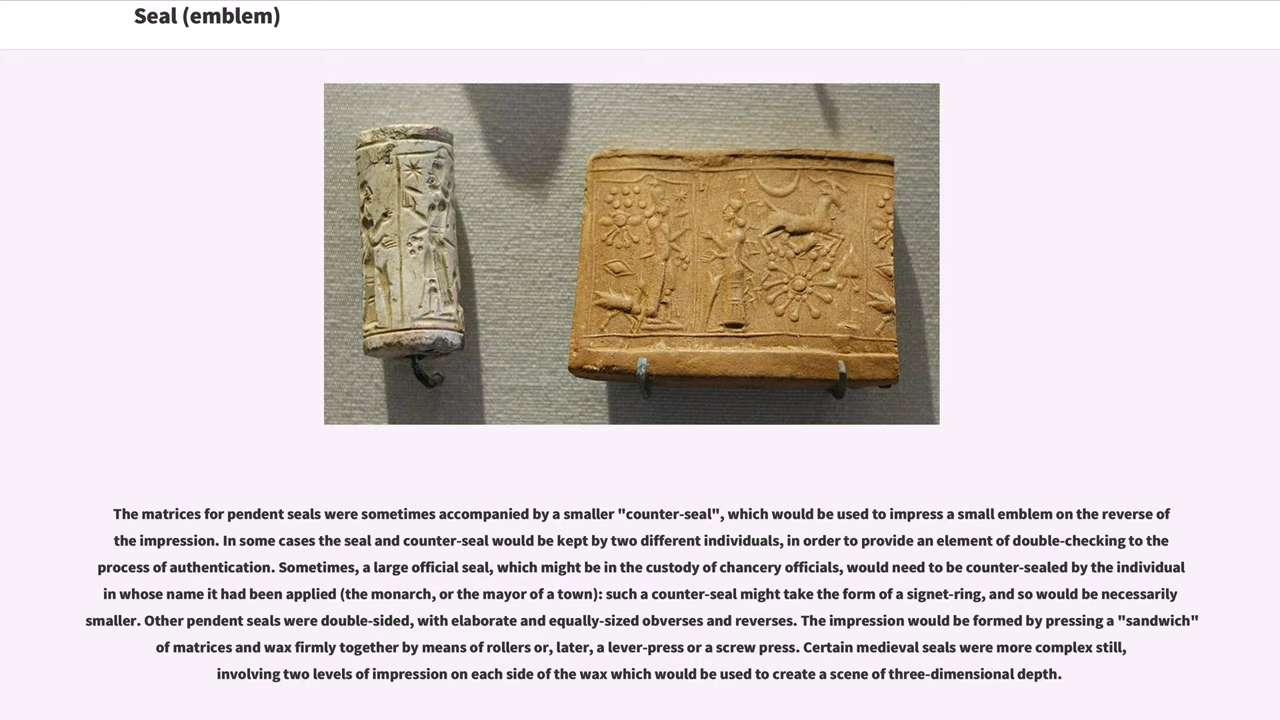 Seal (emblem)
The matrices for pendent seals were sometimes accompanied by a smaller "counter-seal", which would be used to impress a small emblem on the reverse of
the impression. In some cases the seal and counter-seal would be kept by two different individuals, in order to provide an element of double-checking to the
process of authentication. Sometimes, a large official seal, which might be in the custody of chancery officials, would need to be counter-sealed by the individual
in whose name it had been applied (the monarch, or the mayor of a town): such a counter-seal might take the form of a signet-ring, and so would be necessarily
smaller. Other pendent seals were double-sided, with elaborate and equally-sized obverses and reverses. The impression would be formed by pressing a "sandwich"
of matrices and wax firmly together by means of rollers or, later, a lever-press or a screw press. Certain medieval seals were more complex still,
involving two levels of impression on each side of the wax which would be used to create a scene of three-dimensional depth.